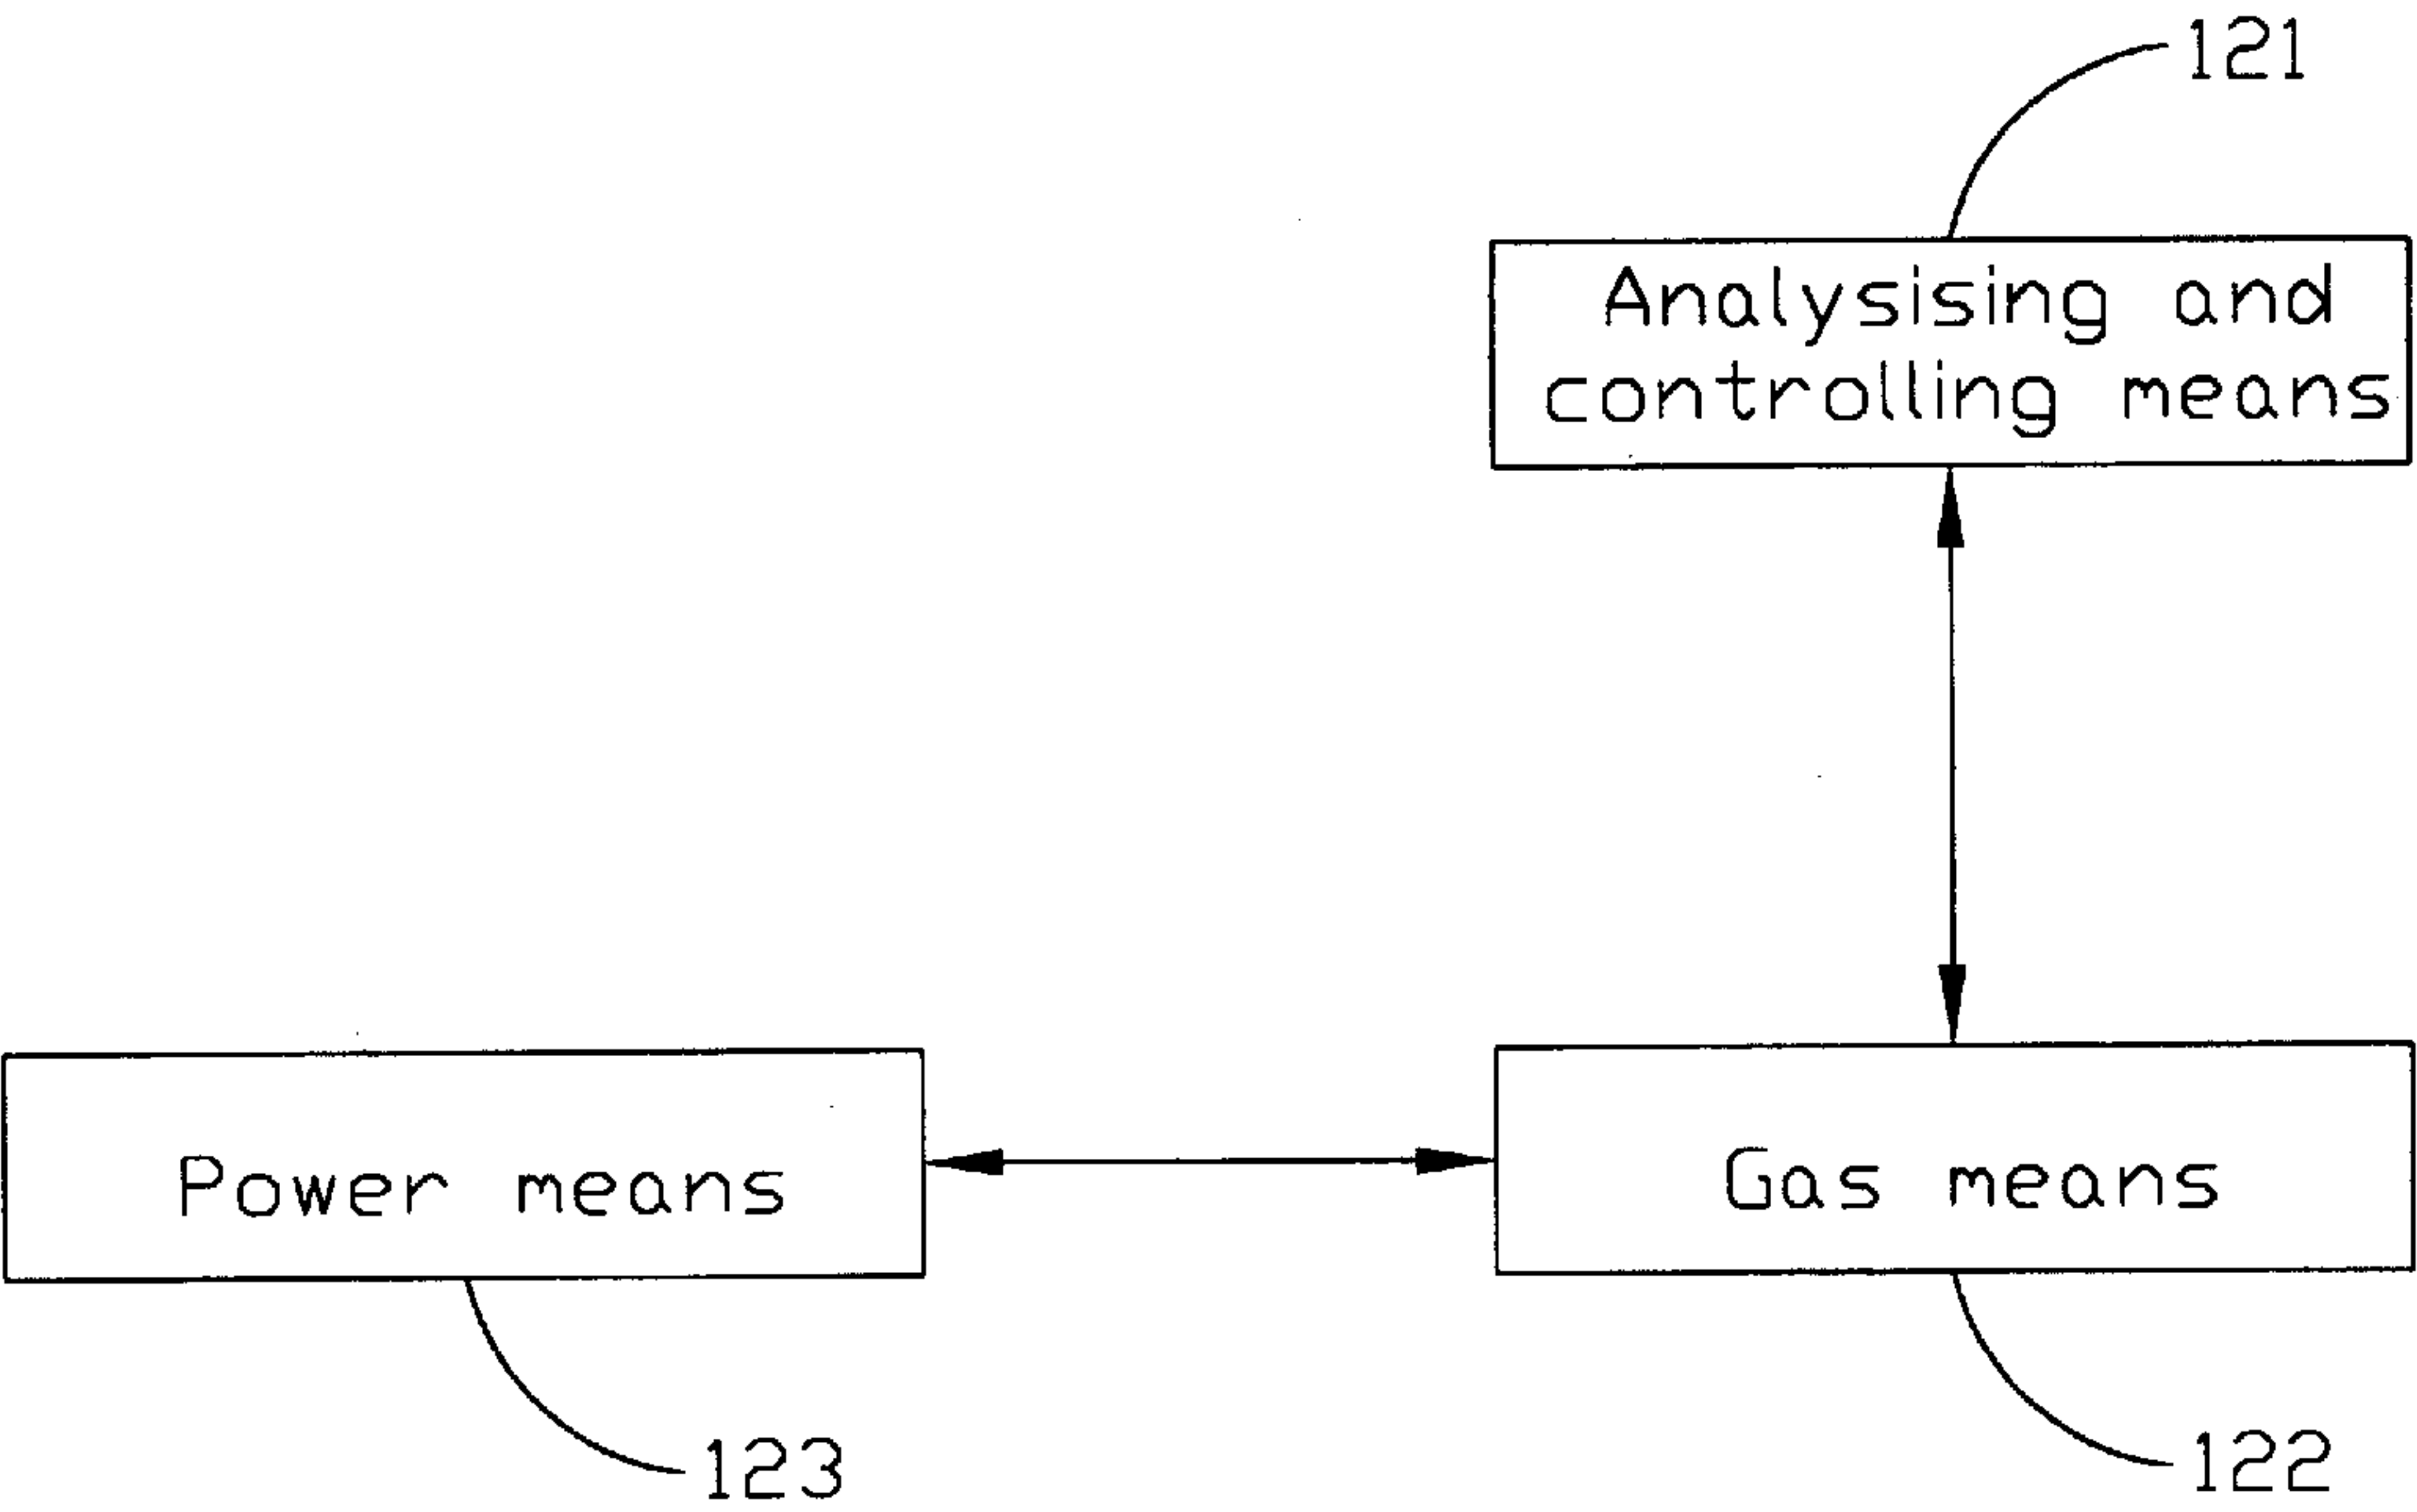 121
Analysising and
controlling means
Power means
Gas means
123
122